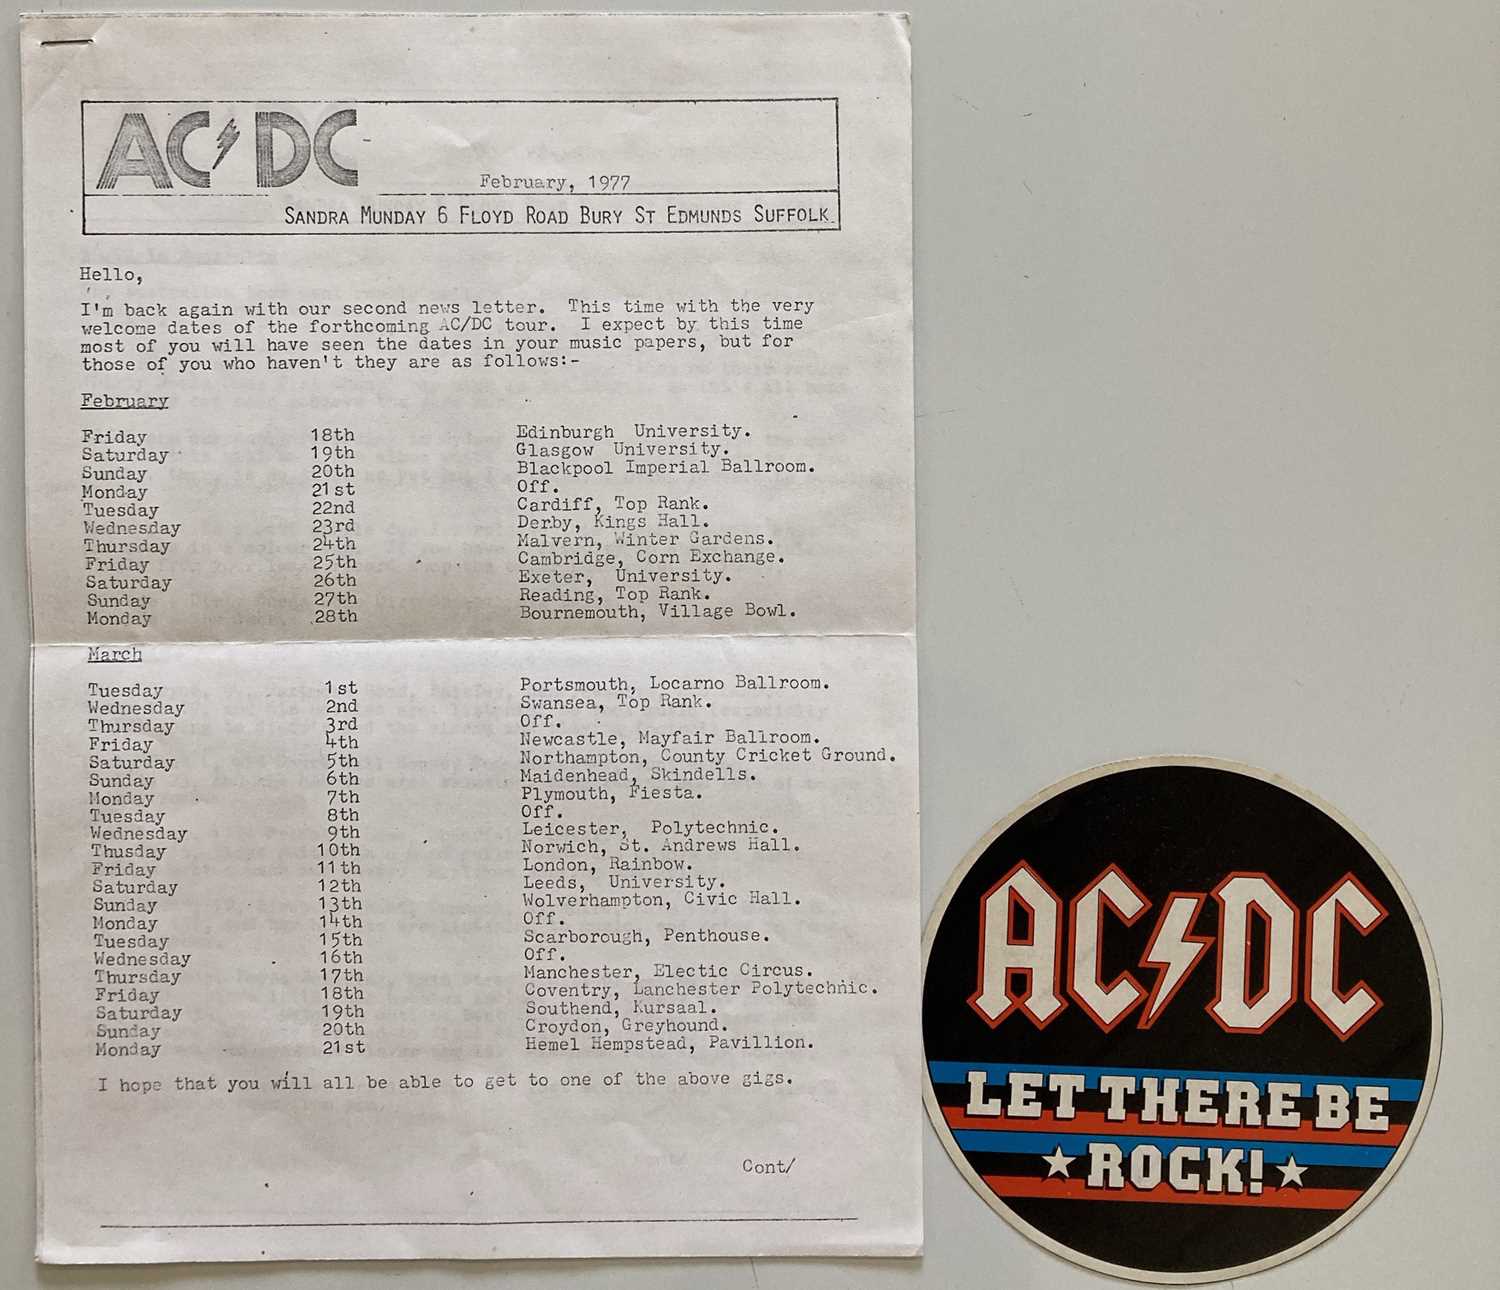 AC/DC
February, 1977
SANDRA MUNDAY 6 FLOYD ROAD BURY ST EDMUNDS SUFFOLK.
Hello,
I'm back again with our second news letter. This time with the very
welcome dates of the forthcoming AC/DC tour. I expect by this time
most of you will have seen the dates in your music papers, but for
those of you who haven't they are as follows:-
February
Friday 18th Edinburgh University.
Saturday 19th Glasgow University.
Sunday 20th Blackpool Imperial Ballroom.
Monday 21st Off.
Tuesday 22nd Cardiff, Top Rank.
Wednesday 23rd Derby, Kings Hall.
Thursday 24th Malvern, Winter Gardens.
Friday 25th Cambridge, Corn Exchange.
Saturday 26th Exeter, University.
Sunday 27th Reading, Top Rank.
Monday 28th Bournemouth, Village Bowl.
March
Tuesday 1st Portsmouth, Locarno Ballroom.
Wednesday 2nd Swansea, Top Rank.
Thursday 3rd Off.
Friday 4th Newcastle, Mayfair Ballroom.
Saturday 5th Northampton, County Cricket Ground.
Sunday 6th Maidenhead, Skindells.
Monday 7th Plymouth, Fiesta.
Tuesday 8th Off.
Wednesday 9th Leicester, Polytechnic.
Thusday 10th Norwich, St. Andrews Hall.
Friday 11th London, Rainbow.
Saturday 12th Leeds, University.
Sunday 13th Wolverhampton, Civic Hall.
Monday 14th Off.
Tuesday 15th Scarborough, Penthouse.
Wednesday 16th Off.
Thursday 17th Manchester, Electic Circus.
Friday 18th Coventry, Lanchester Polytechnic.
Saturday 19th Southend, Kursaal.
Sunday 20th Croydon, Greyhound.
Monday 21st Hemel Hempstead, Pavillion.
I hope that you will all be able to get to one of the above gigs.
Cont/
AC/DC
LET THERE BE
ROCK!